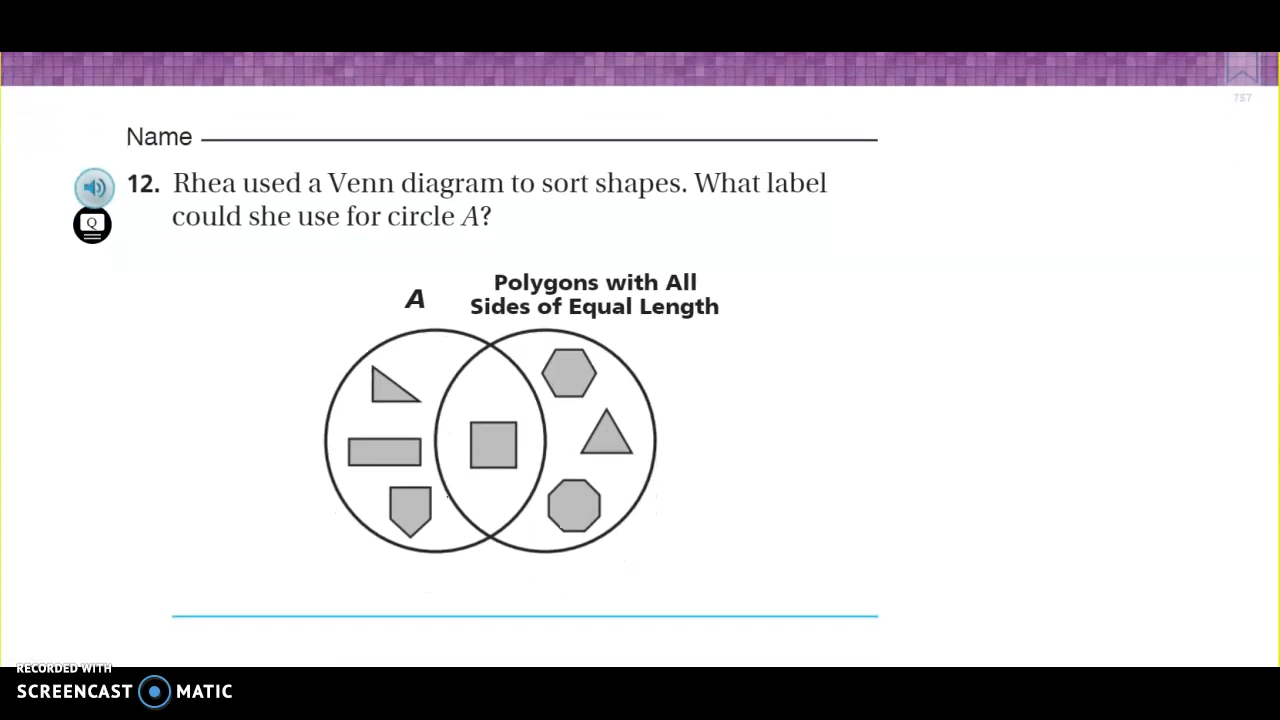 757
Name
12. Rhea used a Venn diagram to sort shapes. What label
could she use for circle A?
Q
A
Polygons with All
Sides of Equal Length
RECORDED WITH
SCREENCAST MATIC